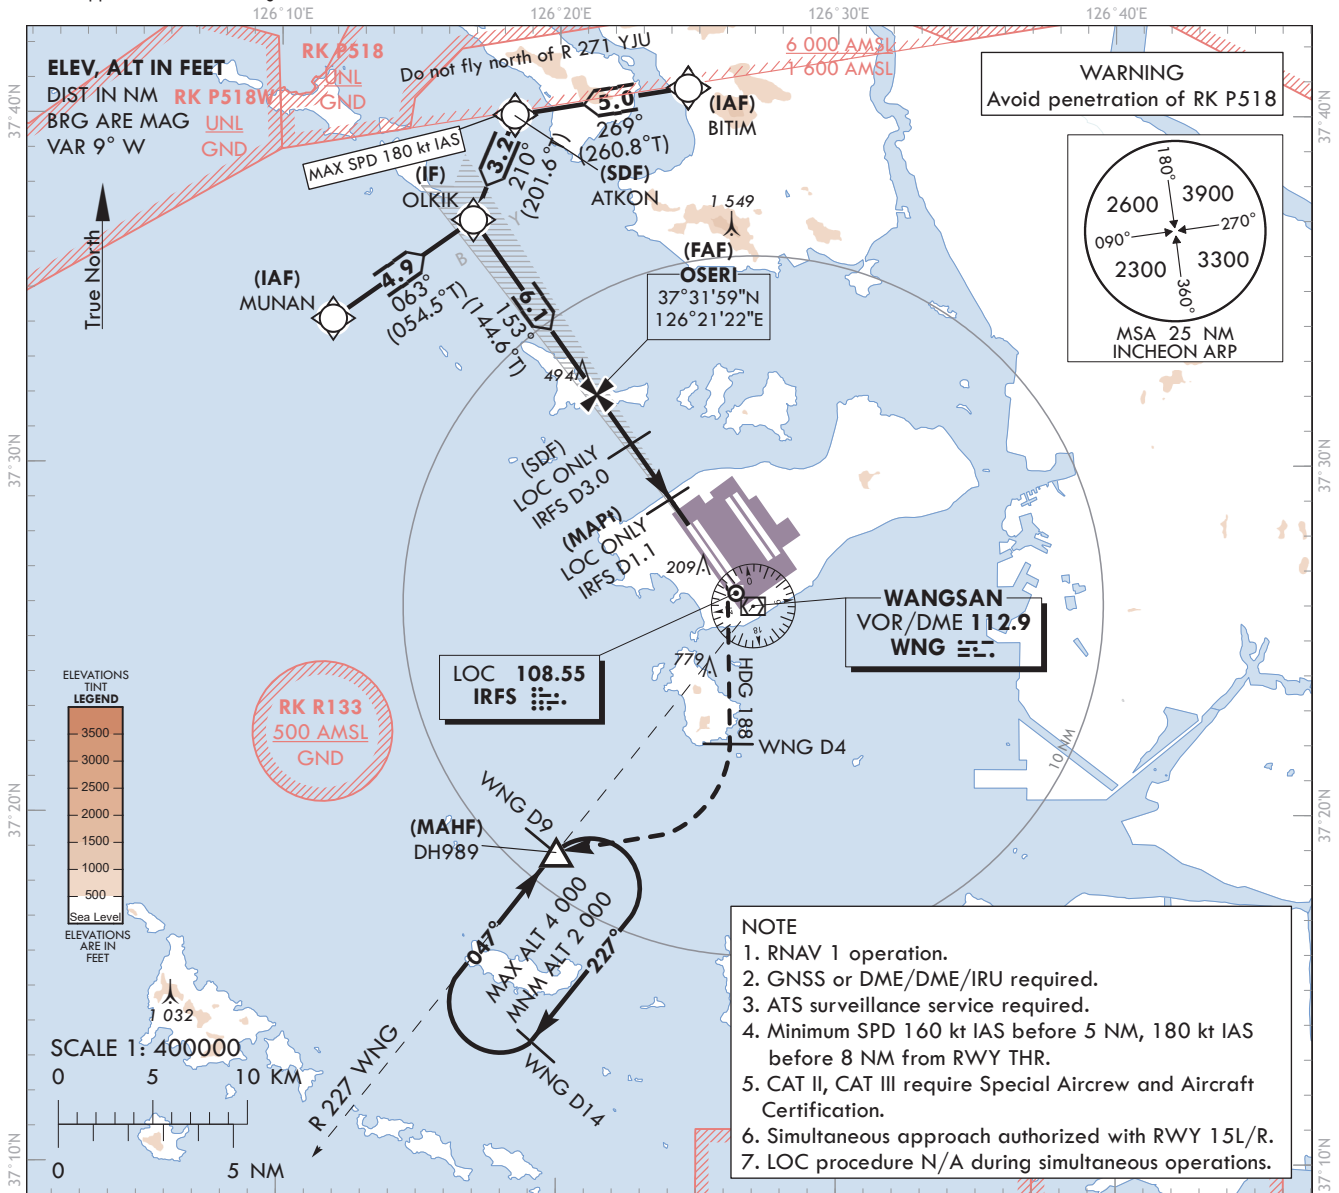 126°10'E
126°20'E
126°30'E
126°40'E
ELEV, ALT IN FEET
DIST IN NM
BRG ARE MAG
VAR 9° W
RK P518
UNL
GND
RK P518W
UNL
GND
Do not fly north of R 271 YJU
6 000 AMSL
1 600 AMSL
WARNING
Avoid penetration of RK P518
37°40'N
37°40'N
MAX SPD 180 kt IAS
5.0
269°
(260.8°T)
(IAF)
BITIM
3.2
210°
(201.6°T)
(SDF)
ATKON
(IF)
OLKIK
180°
2600
3900
090°
270°
2300
3300
360°
MSA 25 NM
INCHEON ARP
True North
1 549
Y
B
(IAF)
MUNAN
4.9
063°
(054.5°T)
6.1
153°
(144.6°T)
(FAF)
OSERI
37°31'59"N
126°21'22"E
494
37°30'N
37°30'N
(SDF)
LOC ONLY
IRFS D3.0
(MAPt)
LOC ONLY
IRFS D1.1
209
0
18
WANGSAN
VOR/DME 112.9
WNG
LOC 108.55
IRFS
779
HDG 188
WNG D4
10 NM
ELEVATIONS
TINT
LEGEND
3500
3000
2500
2000
1500
1000
500
Sea Level
ELEVATIONS
ARE IN
FEET
RK R133
500 AMSL
GND
37°20'N
37°20'N
WNG D9
(MAHF)
DH989
047°
MAX ALT 4 000
MNM ALT 2 000
227°
WNG D14
R 227 WNG
1 032
SCALE 1: 400000
0 5 10 KM
0 5 NM
37°10'N
37°10'N
NOTE
1. RNAV 1 operation.
2. GNSS or DME/DME/IRU required.
3. ATS surveillance service required.
4. Minimum SPD 160 kt IAS before 5 NM, 180 kt IAS
before 8 NM from RWY THR.
5. CAT II, CAT III require Special Aircrew and Aircraft
Certification.
6. Simultaneous approach authorized with RWY 15L/R.
7. LOC procedure N/A during simultaneous operations.